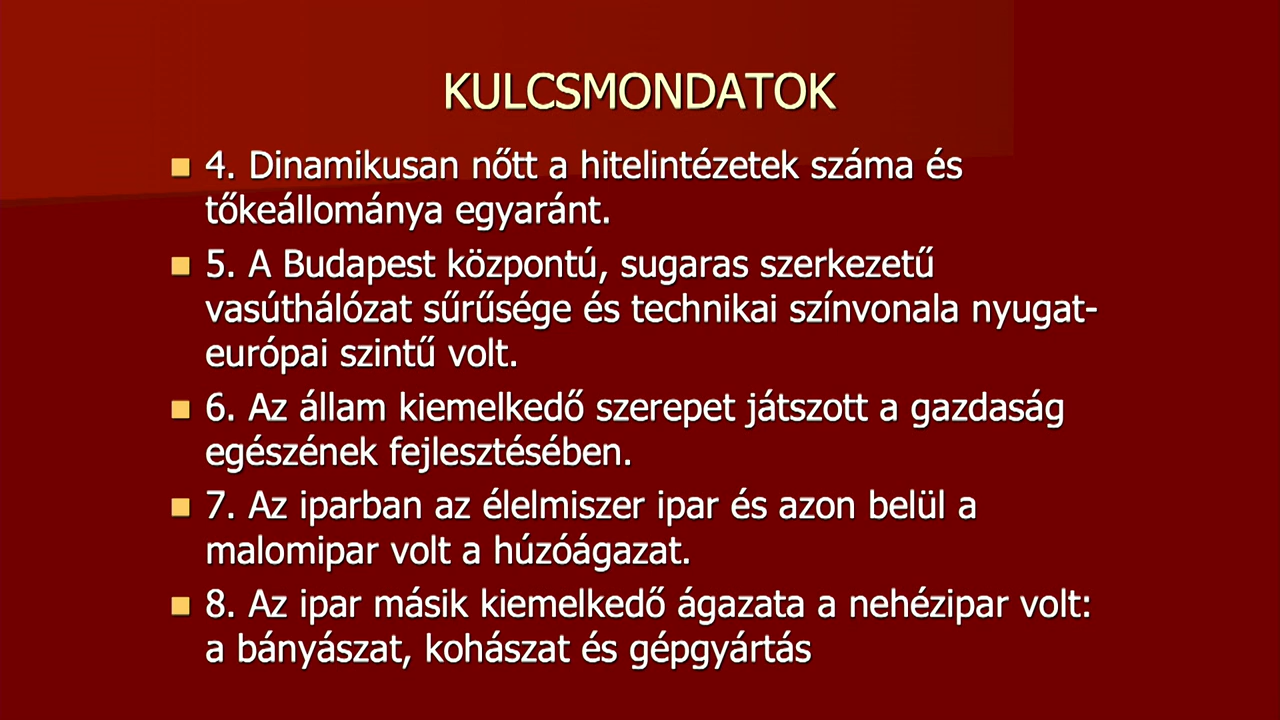 KULCSMONDATOK
4. Dinamikusan nőtt a hitelintézetek száma és
tőkeállománya egyaránt.
5. A Budapest központú, sugaras szerkezetű
vasúthálózat sűrűsége és technikai színvonala nyugat-
európai szintű volt.
6. Az állam kiemelkedő szerepet játszott a gazdaság
egészének fejlesztésében.
7. Az iparban az élelmiszer ipar és azon belül a
malomipar volt a húzóágazat.
8. Az ipar másik kiemelkedő ágazata a nehézipar volt:
a bányászat, kohászat és gépgyártás